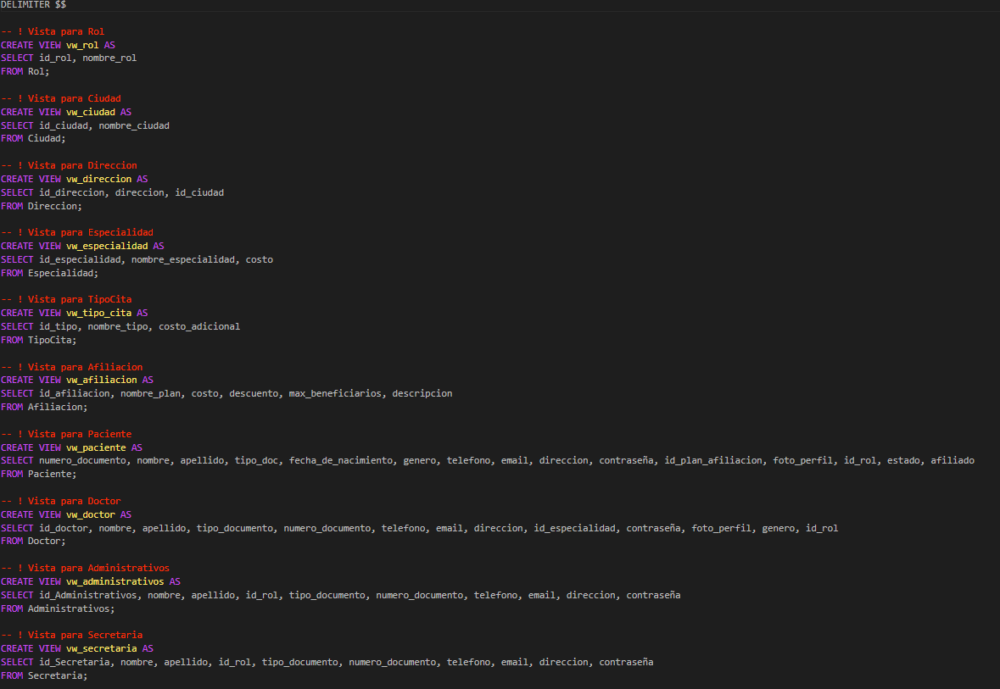 DELIMITER $$
-- ! Vista para Rol
CREATE VIEW vw_rol AS
SELECT id_rol, nombre_rol
FROM Rol;
-- ! Vista para Ciudad
CREATE VIEW vw_ciudad AS
SELECT id_ciudad, nombre_ciudad
FROM Ciudad;
-- ! Vista para Direccion
CREATE VIEW vw_direccion AS
SELECT id_direccion, direccion, id_ciudad
FROM Direccion;
-- ! Vista para Especialidad
CREATE VIEW vw_especialidad AS
SELECT id_especialidad, nombre_especialidad, costo
FROM Especialidad;
-- ! Vista para TipoCita
CREATE VIEW vw_tipo_cita AS
SELECT id_tipo, nombre_tipo, costo_adicional
FROM TipoCita;
-- ! Vista para Afiliacion
CREATE VIEW vw_afiliacion AS
SELECT id_afiliacion, nombre_plan, costo, descuento, max_beneficiarios, descripcion
FROM Afiliacion;
-- ! Vista para Paciente
CREATE VIEW vw_paciente AS
SELECT numero_documento, nombre, apellido, tipo_doc, fecha_de_nacimiento, genero, telefono, email, direccion, contraseña, id_plan_afiliacion, foto_perfil, id_rol, estado, afiliado
FROM Paciente;
-- ! Vista para Doctor
CREATE VIEW vw_doctor AS
SELECT id_doctor, nombre, apellido, tipo_documento, numero_documento, telefono, email, direccion, id_especialidad, contraseña, foto_perfil, genero, id_rol
FROM Doctor;
-- ! Vista para Administrativos
CREATE VIEW vw_administrativos AS
SELECT id_Administrativos, nombre, apellido, id_rol, tipo_documento, numero_documento, telefono, email, direccion, contraseña
FROM Administrativos;
-- ! Vista para Secretaria
CREATE VIEW vw_secretaria AS
SELECT id_Secretaria, nombre, apellido, id_rol, tipo_documento, numero_documento, telefono, email, direccion, contraseña
FROM Secretaria;